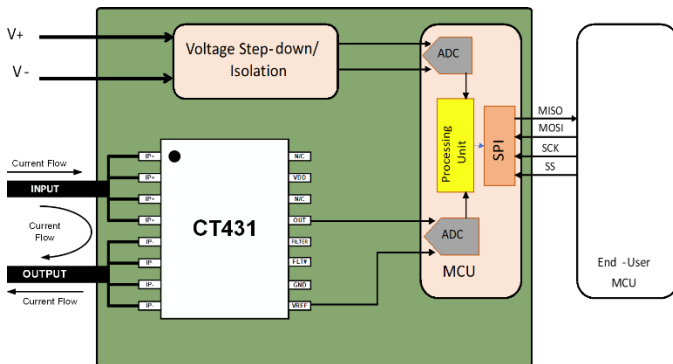 V+
V -
Voltage Step-down/
Isolation
ADC
Processing
Unit
SPI
MISO
MOSI
SCK
SS
ADC
MCU
End -User
MCU
Current Flow
INPUT
Current
Flow
OUTPUT
Current Flow
CT431
IP+
IP+
IP+
IP+
IP-
IP-
IP-
IP-
N/C
VDD
N/C
OUT
FILTER
FLT#
GND
VREF